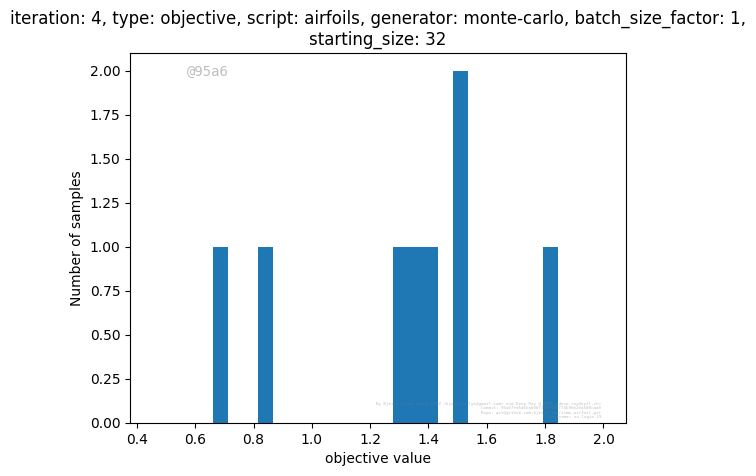 iteration: 4, type: objective, script: airfoils, generator: monte-carlo, batch_size_factor: 1,
starting_size: 32
@95a6
2.00
1.75
1.50
1.25
1.00
0.75
0.50
0.25
0.00
Number of samples
0.4 0.6 0.8 1.0 1.2 1.4 1.6 1.8 2.0
objective value